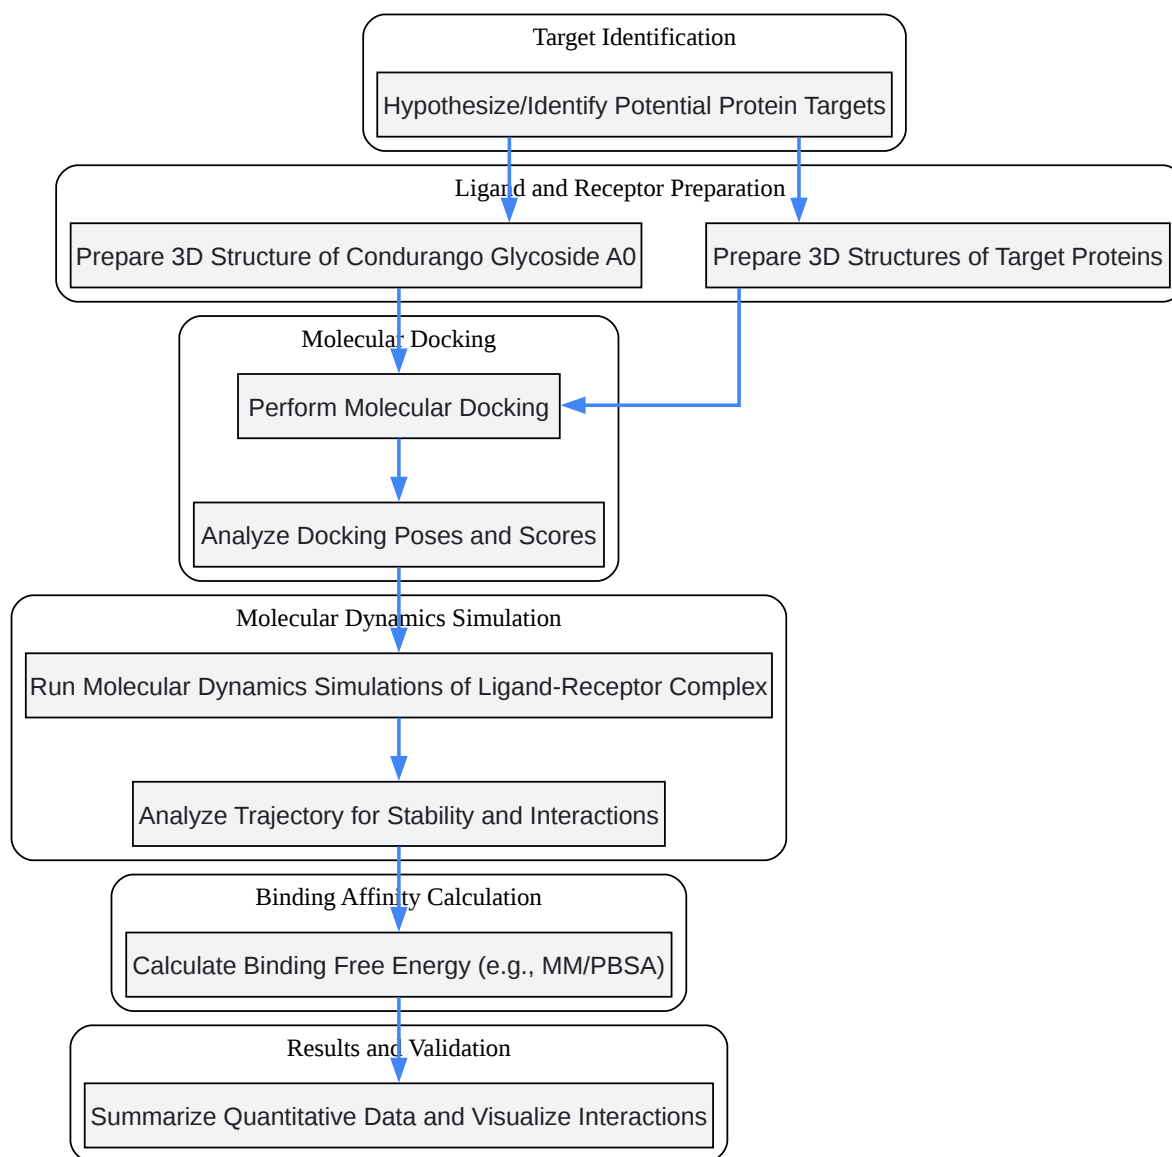 Target Identification
Hypothesize/Identify Potential Protein Targets
Ligand and Receptor Preparation
Prepare 3D Structure of Condurango Glycoside A0
Prepare 3D Structures of Target Proteins
Molecular Docking
Perform Molecular Docking
Analyze Docking Poses and Scores
Molecular Dynamics Simulation
Run Molecular Dynamics Simulations of Ligand-Receptor Complex
Analyze Trajectory for Stability and Interactions
Binding Affinity Calculation
Calculate Binding Free Energy (e.g., MM/PBSA)
Results and Validation
Summarize Quantitative Data and Visualize Interactions